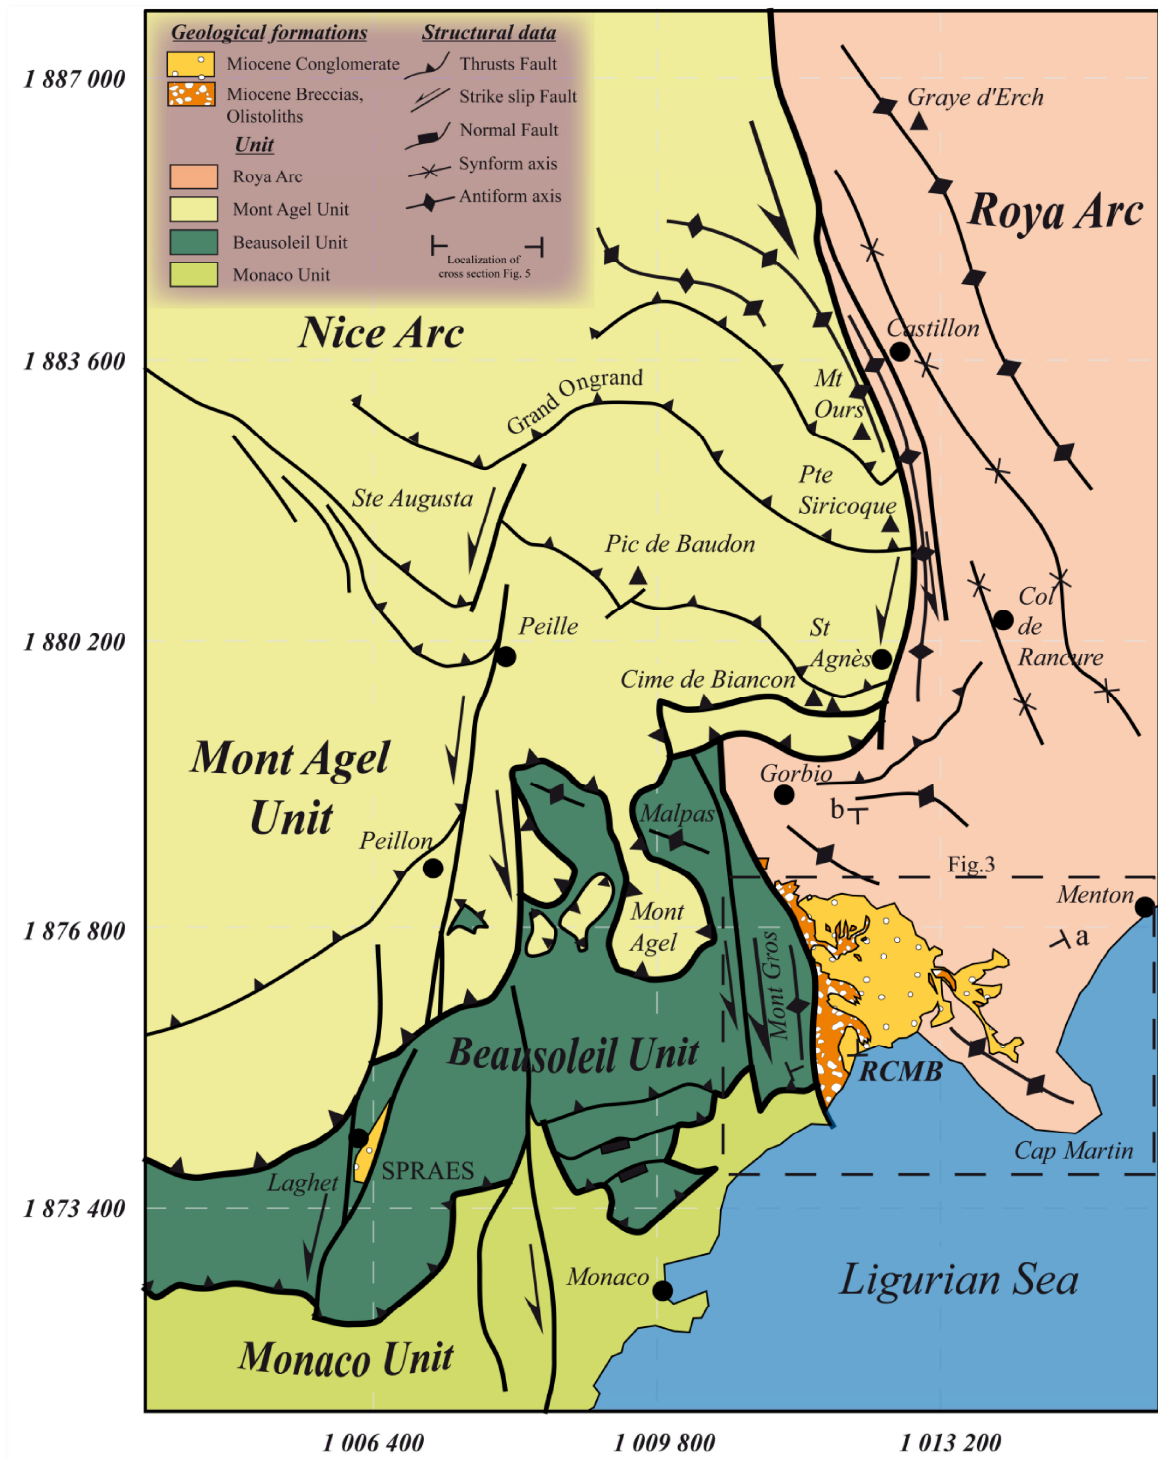 Geological formations
Miocene Conglomerate
Miocene Breccias,
Olistoliths
Unit
Roya Arc
Mont Agel Unit
Beausoleil Unit
Monaco Unit
Structural data
Thrusts Fault
Strike slip Fault
Normal Fault
Synform axis
Antiform axis
Localization of
cross section Fig. 5
1 887 000
1 883 600
1 880 200
1 876 800
1 873 400
Graye d'Erch
Roya Arc
Nice Arc
Castillon
Mt
Ours
Grand Ongrand
Ste Augusta
Pte
Siricoque
Pic de Baudon
Peille
St
Agnès
Col
de
Rancure
Cime de Biancon
Mont Agel
Unit
Gorbio
b
Malpas
Peillon
Fig.3
Menton
Mont
Agel
a
Mont Gros
Beausoleil Unit
RCMB
Cap Martin
Laghet
SPRAES
Monaco
Ligurian Sea
Monaco Unit
1 006 400
1 009 800
1 013 200